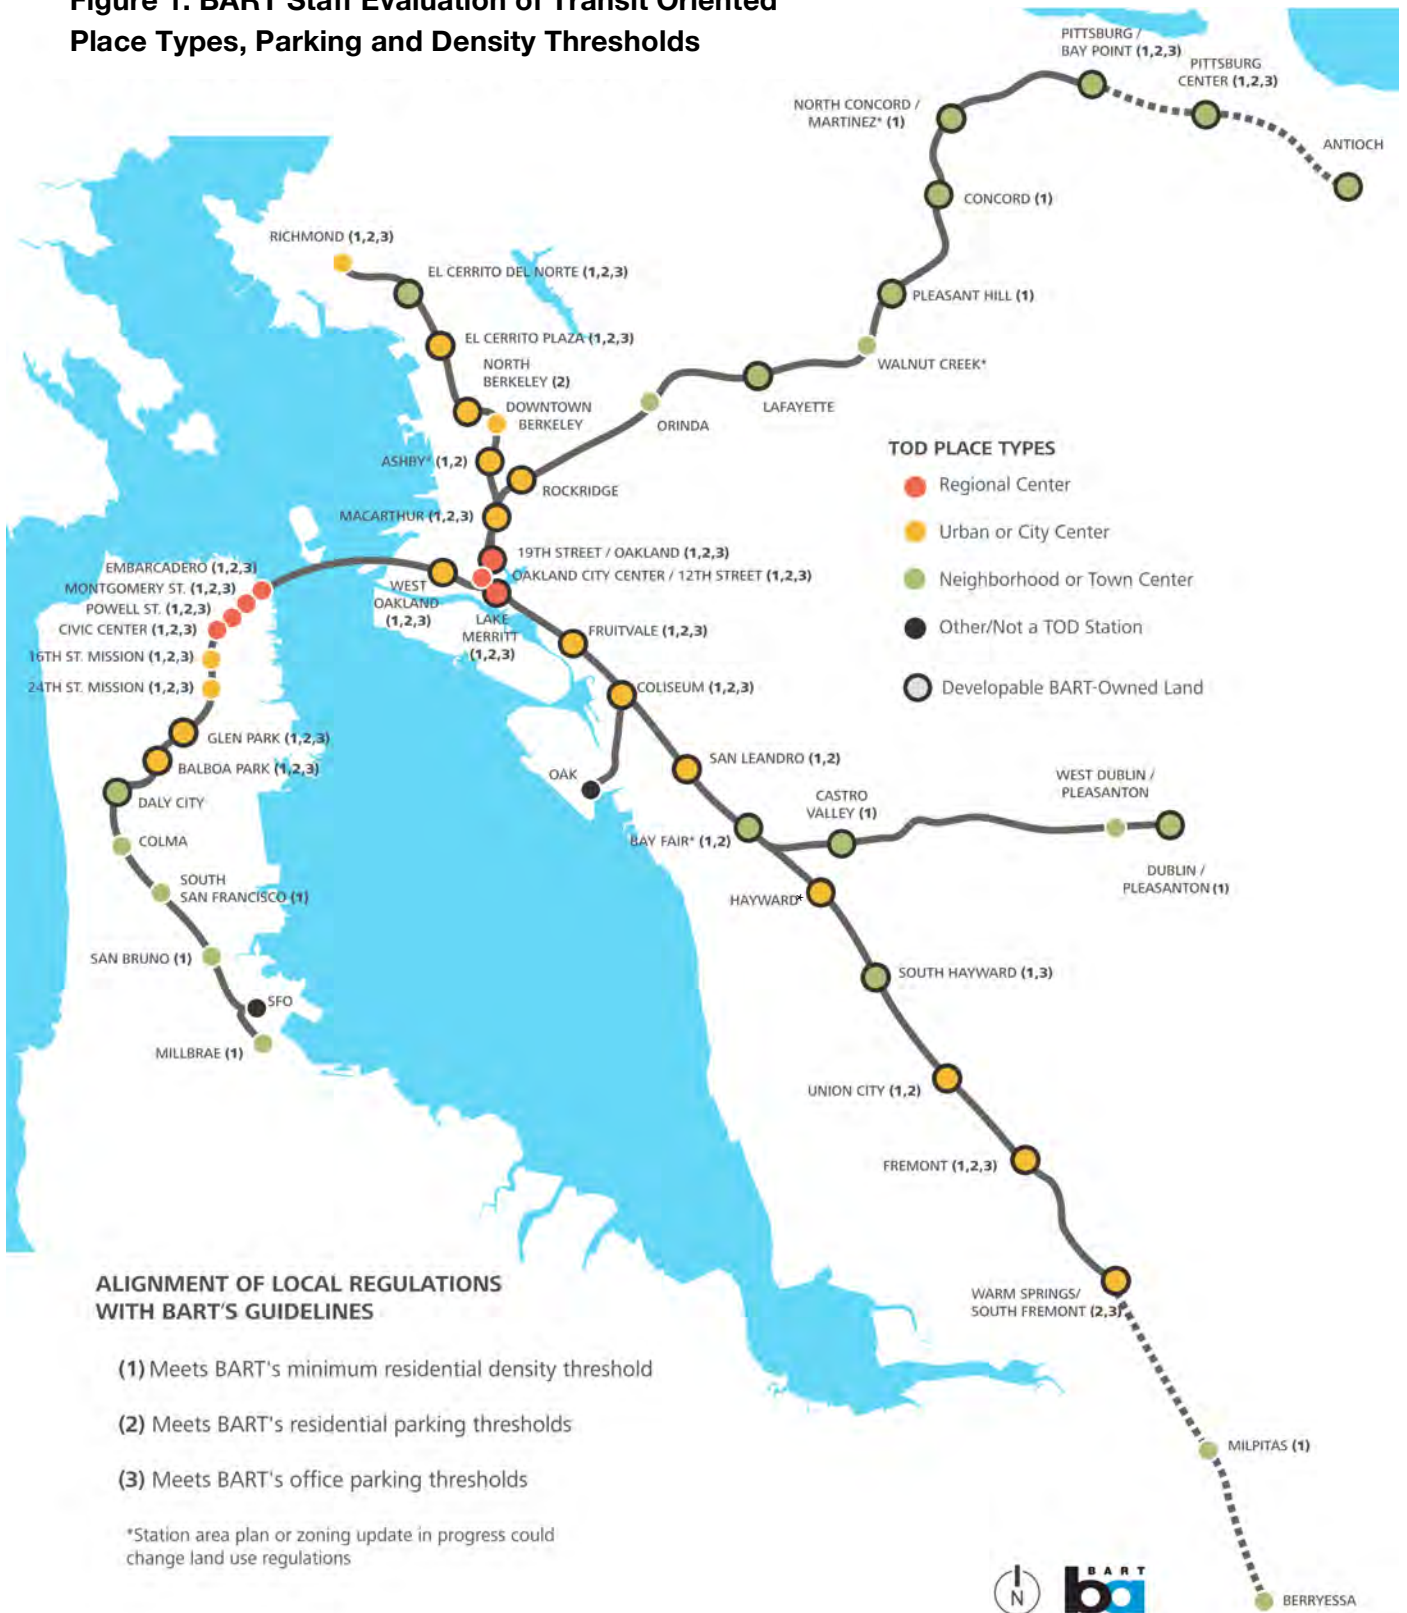 Figure 1. BART Staff Evaluation of Transit Oriented
Place Types, Parking and Density Thresholds
PITTSBURG /
BAY POINT (1,2,3)
PITTSBURG
CENTER (1,2,3)
NORTH CONCORD /
MARTINEZ* (1)
ANTIOCH
CONCORD (1)
RICHMOND (1,2,3)
EL CERRITO DEL NORTE (1,2,3)
PLEASANT HILL (1)
EL CERRITO PLAZA (1,2,3)
NORTH
BERKELEY (2)
WALNUT CREEK*
DOWNTOWN
BERKELEY
LAFAYETTE
ORINDA
ASHBY* (1,2)
ROCKRIDGE
MACARTHUR (1,2,3)
19TH STREET / OAKLAND (1,2,3)
OAKLAND CITY CENTER / 12TH STREET (1,2,3)
EMBARCADERO (1,2,3)
MONTGOMERY ST. (1,2,3)
POWELL ST. (1,2,3)
CIVIC CENTER (1,2,3)
16TH ST. MISSION (1,2,3)
24TH ST. MISSION (1,2,3)
WEST
OAKLAND
(1,2,3)
LAKE
MERRITT
(1,2,3)
FRUITVALE (1,2,3)
COLISEUM (1,2,3)
TOD PLACE TYPES
Regional Center
Urban or City Center
Neighborhood or Town Center
Other/Not a TOD Station
Developable BART-Owned Land
GLEN PARK (1,2,3)
BALBOA PARK (1,2,3)
DALY CITY
COLMA
SOUTH
SAN FRANCISCO (1)
SAN BRUNO (1)
SFO
MILLBRAE (1)
OAK
SAN LEANDRO (1,2)
CASTRO
VALLEY (1)
WEST DUBLIN /
PLEASANTON
BAY FAIR* (1,2)
DUBLIN /
PLEASANTON (1)
HAYWARD*
SOUTH HAYWARD (1,3)
UNION CITY (1,2)
FREMONT (1,2,3)
WARM SPRINGS/
SOUTH FREMONT (2,3)
MILPITAS (1)
BERRYESSA
ALIGNMENT OF LOCAL REGULATIONS
WITH BART'S GUIDELINES
(1) Meets BART's minimum residential density threshold
(2) Meets BART's residential parking thresholds
(3) Meets BART's office parking thresholds
*Station area plan or zoning update in progress could
change land use regulations
N
BART
ba